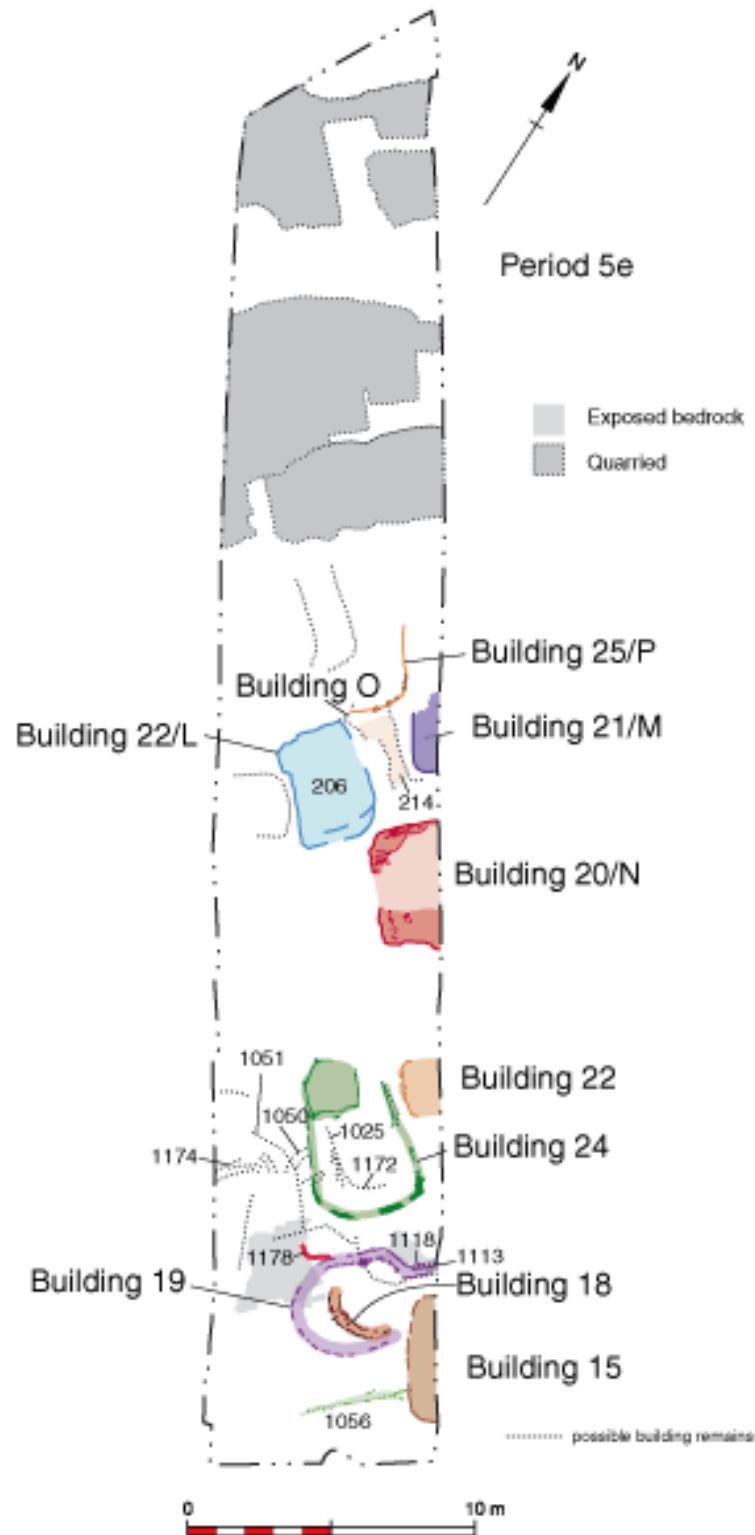 N
Period 5e
Exposed bedrock
Quarried
Building 25/P
Building O
Building 22/L
Building 21/M
206
214
Building 20/N
1051
Building 22
1050
1025
Building 24
1174
1172
1118
1178
1113
Building 19
Building 18
Building 15
1056
possible building remains
0
10 m